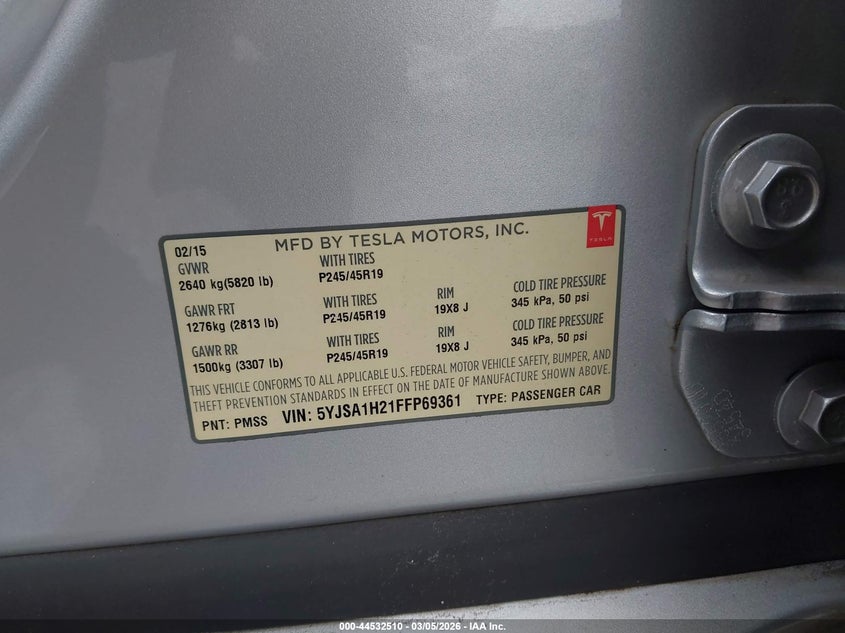 02/15 MFD BY TESLA MOTORS, INC. TESLA
GVWR WITH TIRES
2640 kg(5820 lb) P245/45R19
GAWR FRT WITH TIRES RIM COLD TIRE PRESSURE
1276kg (2813 lb) P245/45R19 19X8 J 345 kPa, 50 psi
GAWR RR WITH TIRES RIM COLD TIRE PRESSURE
1500kg (3307 lb) P245/45R19 19X8 J 345 kPa, 50 psi
THIS VEHICLE CONFORMS TO ALL APPLICABLE U.S. FEDERAL MOTOR VEHICLE SAFETY, BUMPER, AND
THEFT PREVENTION STANDARDS IN EFFECT ON THE DATE OF MANUFACTURE SHOWN ABOVE.
PNT: PMSS VIN: 5YJSA1H21FFP69361 TYPE: PASSENGER CAR
000-44532510 - 03/05/2026 - IAA Inc.